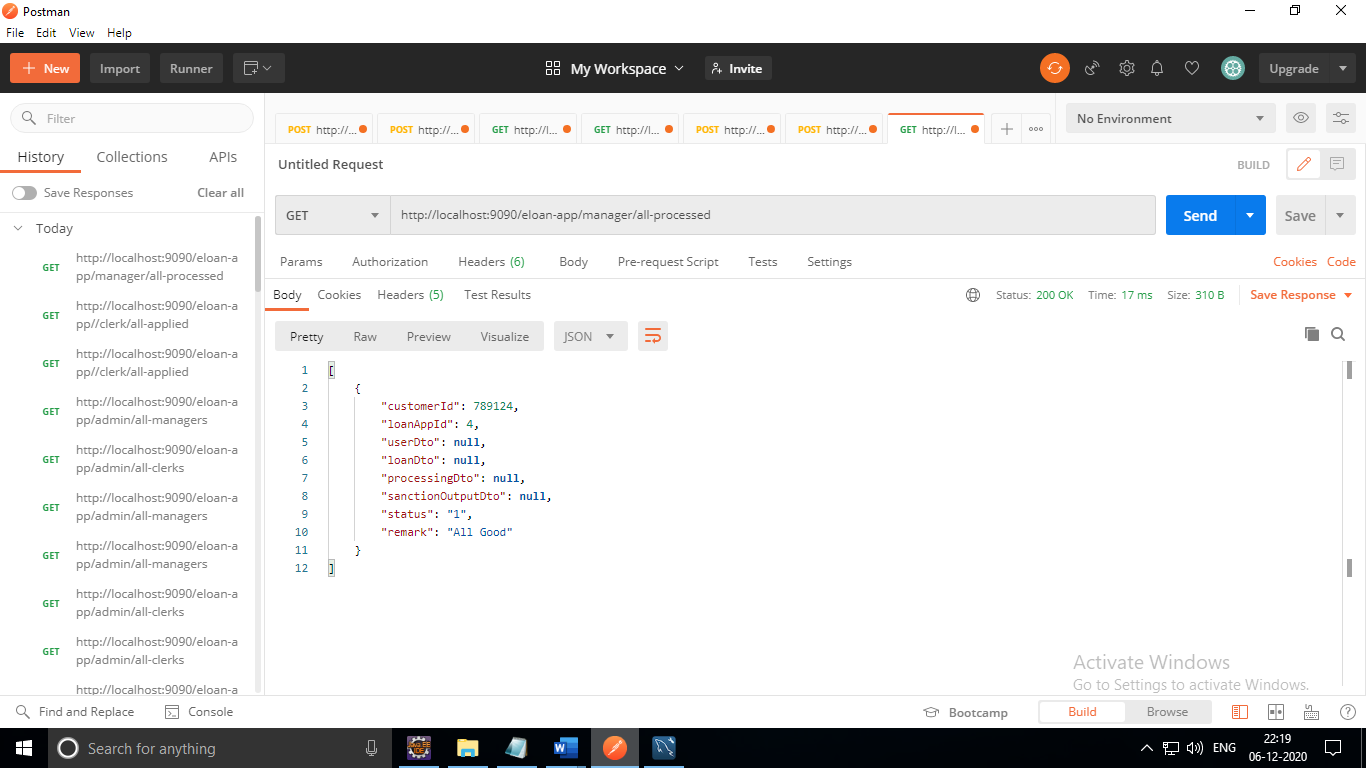 Postman
File Edit View Help
+ New Import Runner My Workspace Invite Upgrade
Filter
History Collections APIs
Save Responses Clear all
Today
GET http://localhost:9090/eloan-a
pp/manager/all-processed
GET http://localhost:9090/eloan-a
pp//clerk/all-applied
GET http://localhost:9090/eloan-a
pp//clerk/all-applied
GET http://localhost:9090/eloan-a
pp/admin/all-managers
GET http://localhost:9090/eloan-a
pp/admin/all-clerks
GET http://localhost:9090/eloan-a
pp/admin/all-managers
GET http://localhost:9090/eloan-a
pp/admin/all-managers
GET http://localhost:9090/eloan-a
pp/admin/all-clerks
GET http://localhost:9090/eloan-a
pp/admin/all-clerks
http://localhost:9090/eloan-a
POST http://... POST http://... GET http://l... GET http://l... POST http://... POST http://... GET http://l... + ooo No Environment
Untitled Request BUILD
GET http://localhost:9090/eloan-app/manager/all-processed Send Save
Params Authorization Headers (6) Body Pre-request Script Tests Settings Cookies Code
Body Cookies Headers (5) Test Results Status: 200 OK Time: 17 ms Size: 310 B Save Response
Pretty Raw Preview Visualize JSON
1 [
2 {
3 "customerId": 789124,
4 "loanAppId": 4,
5 "userDto": null,
6 "loanDto": null,
7 "processingDto": null,
8 "sanctionOutputDto": null,
9 "status": "1",
10 "remark": "All Good"
11 }
12 ]
Activate Windows
Go to Settings to activate Windows.
Find and Replace Console Bootcamp Build Browse
Search for anything ENG 22:19
06-12-2020